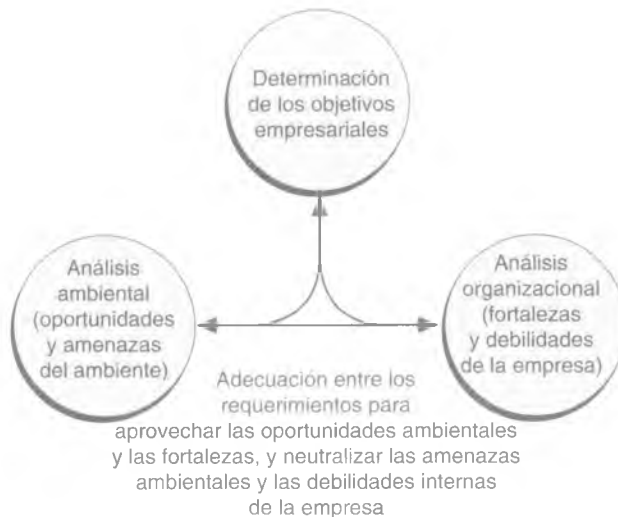 Determinación
de los objetivos
empresariales
Análisis
ambiental
(oportunidades
y amenazas
del ambiente)
Análisis
organizacional
(fortalezas
y debilidades
de la empresa)
Adecuación entre los
requerimientos para
aprovechar las oportunidades ambientales
y las fortalezas, y neutralizar las amenazas
ambientales y las debilidades internas
de la empresa